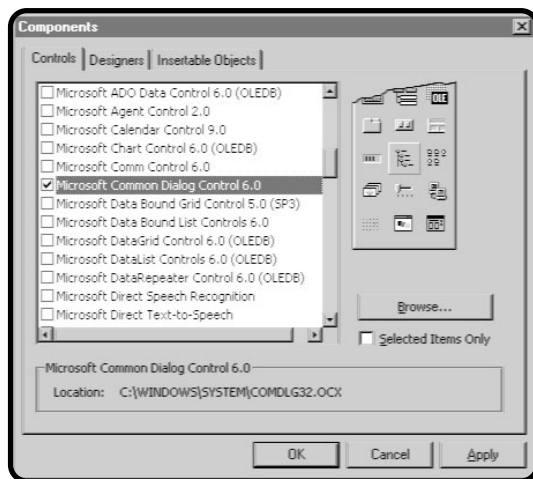 Components
Controls Designers Insertable Objects
Microsoft ADO Data Control 6.0 (OLEDB)
Microsoft Agent Control 2.0
Microsoft Calendar Control 9.0
Microsoft Chart Control 6.0 (OLEDB)
Microsoft Comm Control 6.0
Microsoft Common Dialog Control 6.0
Microsoft Data Bound Grid Control 5.0 (SP3)
Microsoft Data Bound List Controls 6.0
Microsoft DataGrid Control 6.0 (OLEDB)
Microsoft DataList Controls 6.0 (OLEDB)
Microsoft DataRepeater Control 6.0 (OLEDB)
Microsoft Direct Speech Recognition
Microsoft Direct Text-to-Speech
OLE
Browse...
Selected Items Only
Microsoft Common Dialog Control 6.0
Location: C:\WINDOWS\SYSTEM\COMDLG32.OCX
OK Cancel Apply